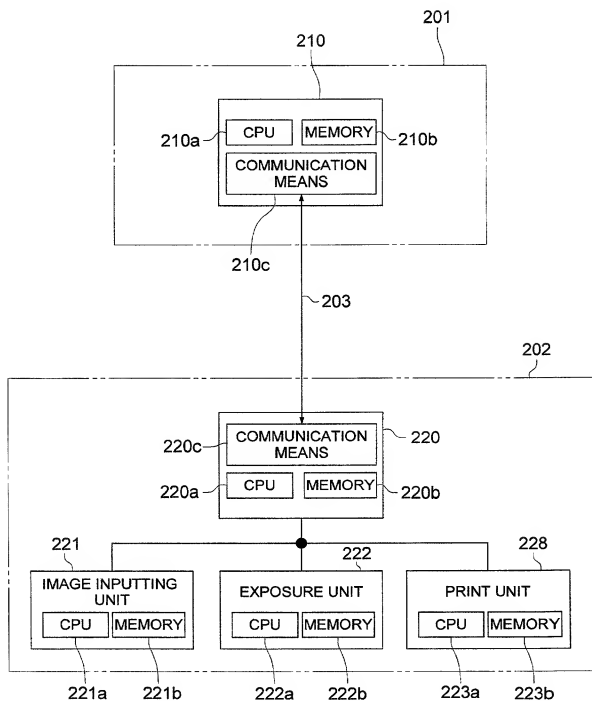 201
210
210a
CPU
MEMORY
210b
COMMUNICATION
MEANS
210c
203
202
220c
COMMUNICATION
MEANS
220
220a
CPU
MEMORY
220b
221
222
228
IMAGE INPUTTING
UNIT
EXPOSURE UNIT
PRINT UNIT
CPU
MEMORY
CPU
MEMORY
CPU
MEMORY
221a
221b
222a
222b
223a
223b